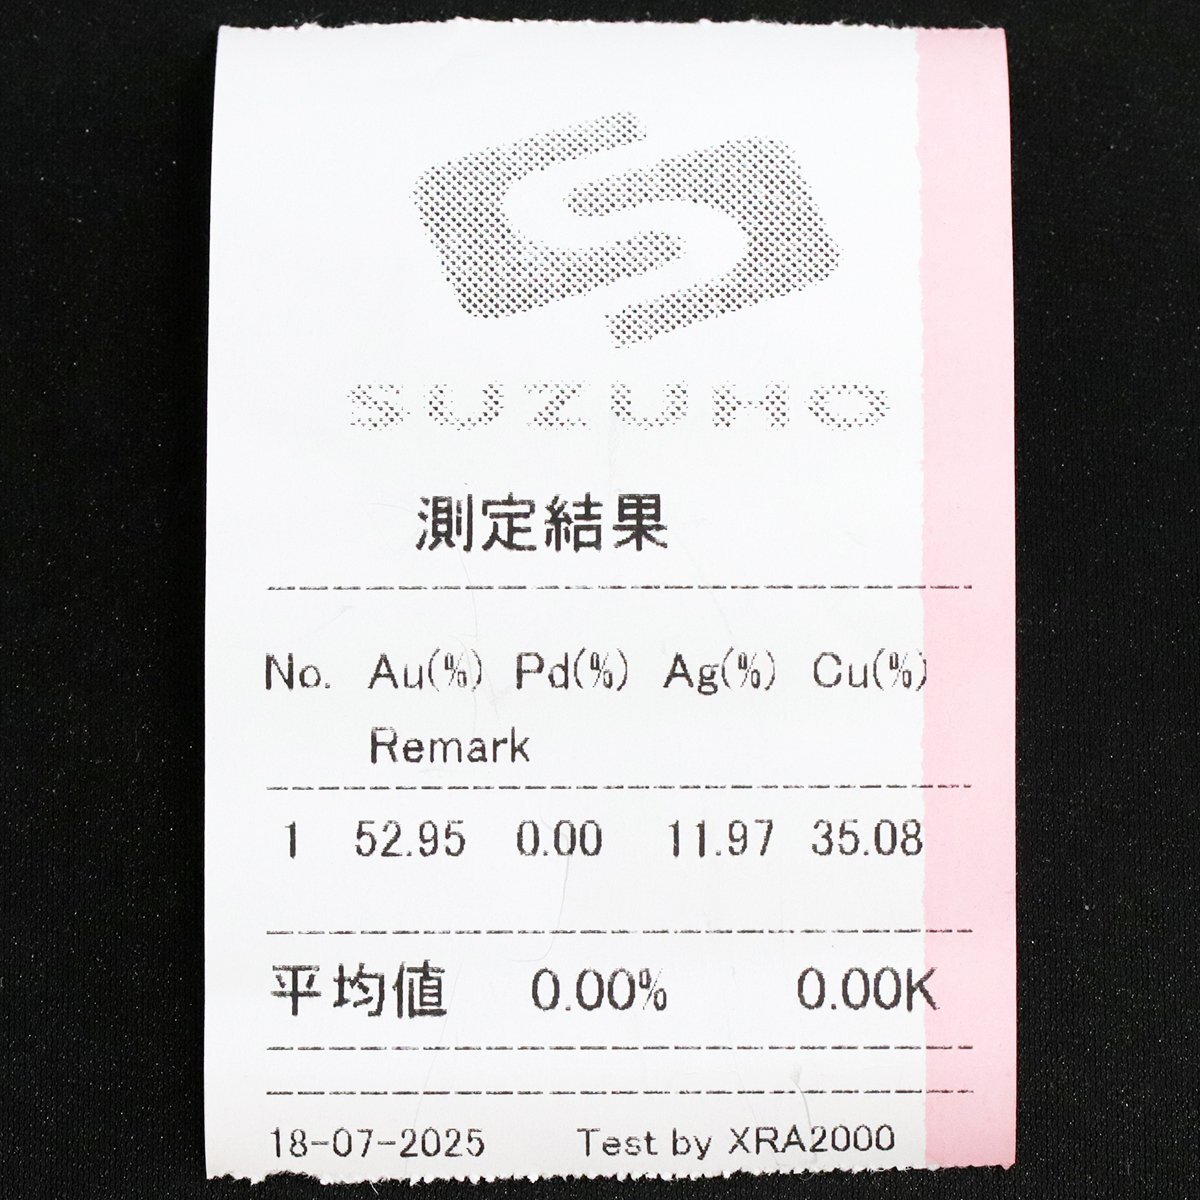 SUZUHO
測定結果
No. Au(%) Pd(%) Ag(%) Cu(%)
Remark
1 52.95 0.00 11.97 35.08
平均値 0.00% 0.00K
18-07-2025 Test by XRA2000